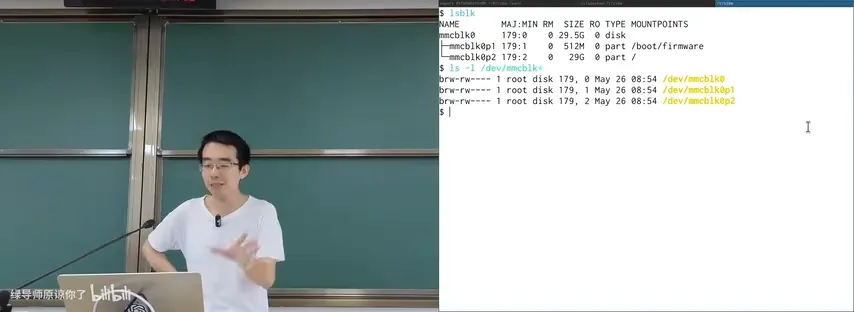 $ lsblk
NAME MAJ:MIN RM SIZE RO TYPE MOUNTPOINTS
mmcblk0 179:0 0 29.5G 0 disk
├─mmcblk0p1 179:1 0 512M 0 part /boot/firmware
└─mmcblk0p2 179:2 0 29G 0 part /
$ ls -l /dev/mmcblk*
brw-rw---- 1 root disk 179, 0 May 26 08:54 /dev/mmcblk0
brw-rw---- 1 root disk 179, 1 May 26 08:54 /dev/mmcblk0p1
brw-rw---- 1 root disk 179, 2 May 26 08:54 /dev/mmcblk0p2
$
绿导师原谅你了 bilibili